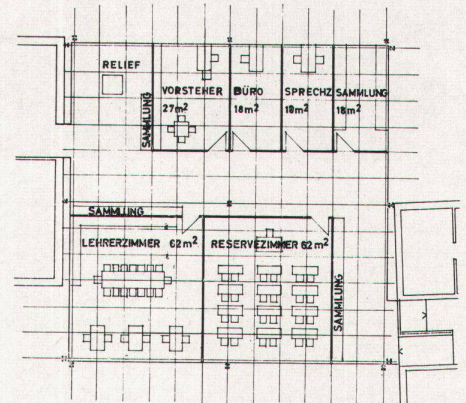 RELIEF
VORSTEHER
27m²
BÜRO
18m²
SPRECHZ.
18m²
SAMMLUNG
18m²
SAMMLUNG
SAMMLUNG
LEHRERZIMMER 62m²
RESERVEZIMMER 62m²
SAMMLUNG